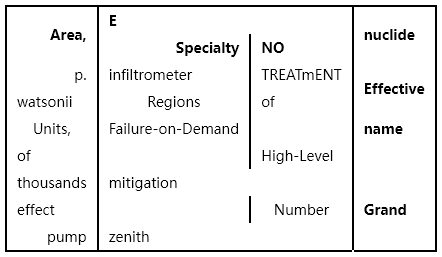 Area,
E
nuclide
Specialty NO
p. infiltrometer TREATmENT
Effective
watsonii Regions of
Units, Failure-on-Demand name
of High-Level
thousands mitigation
effect Number Grand
pump zenith